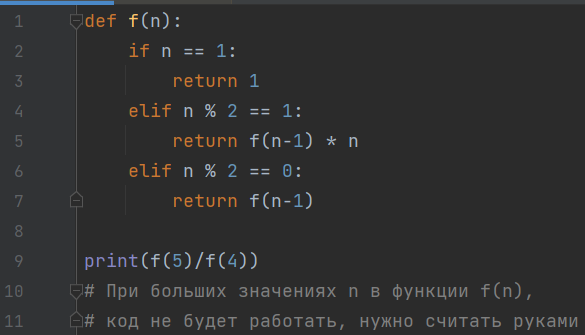 1 def f(n):
2     if n == 1:
3         return 1
4     elif n % 2 == 1:
5         return f(n-1) * n
6     elif n % 2 == 0:
7         return f(n-1)
8
9 print(f(5)/f(4))
10 # При больших значениях n в функции f(n),
11 # код не будет работать, нужно считать руками